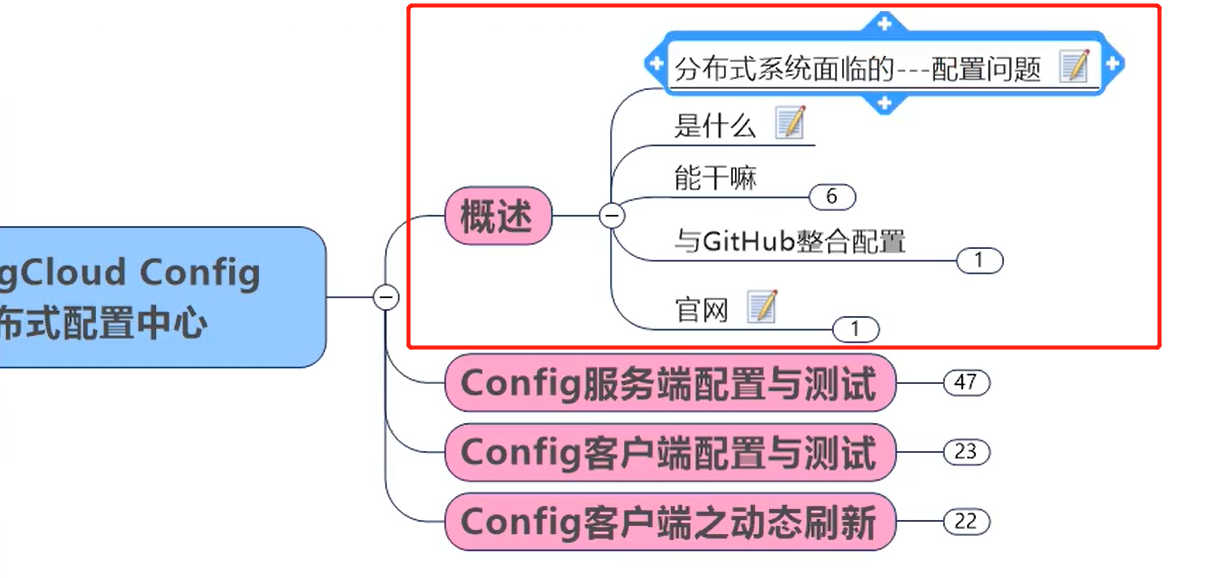 分布式系统面临的---配置问题
是什么
能干嘛
6
概述
与GitHub整合配置
1
gCloud Config
布式配置中心
官网
1
Config服务端配置与测试
47
Config客户端配置与测试
23
Config客户端之动态刷新
22